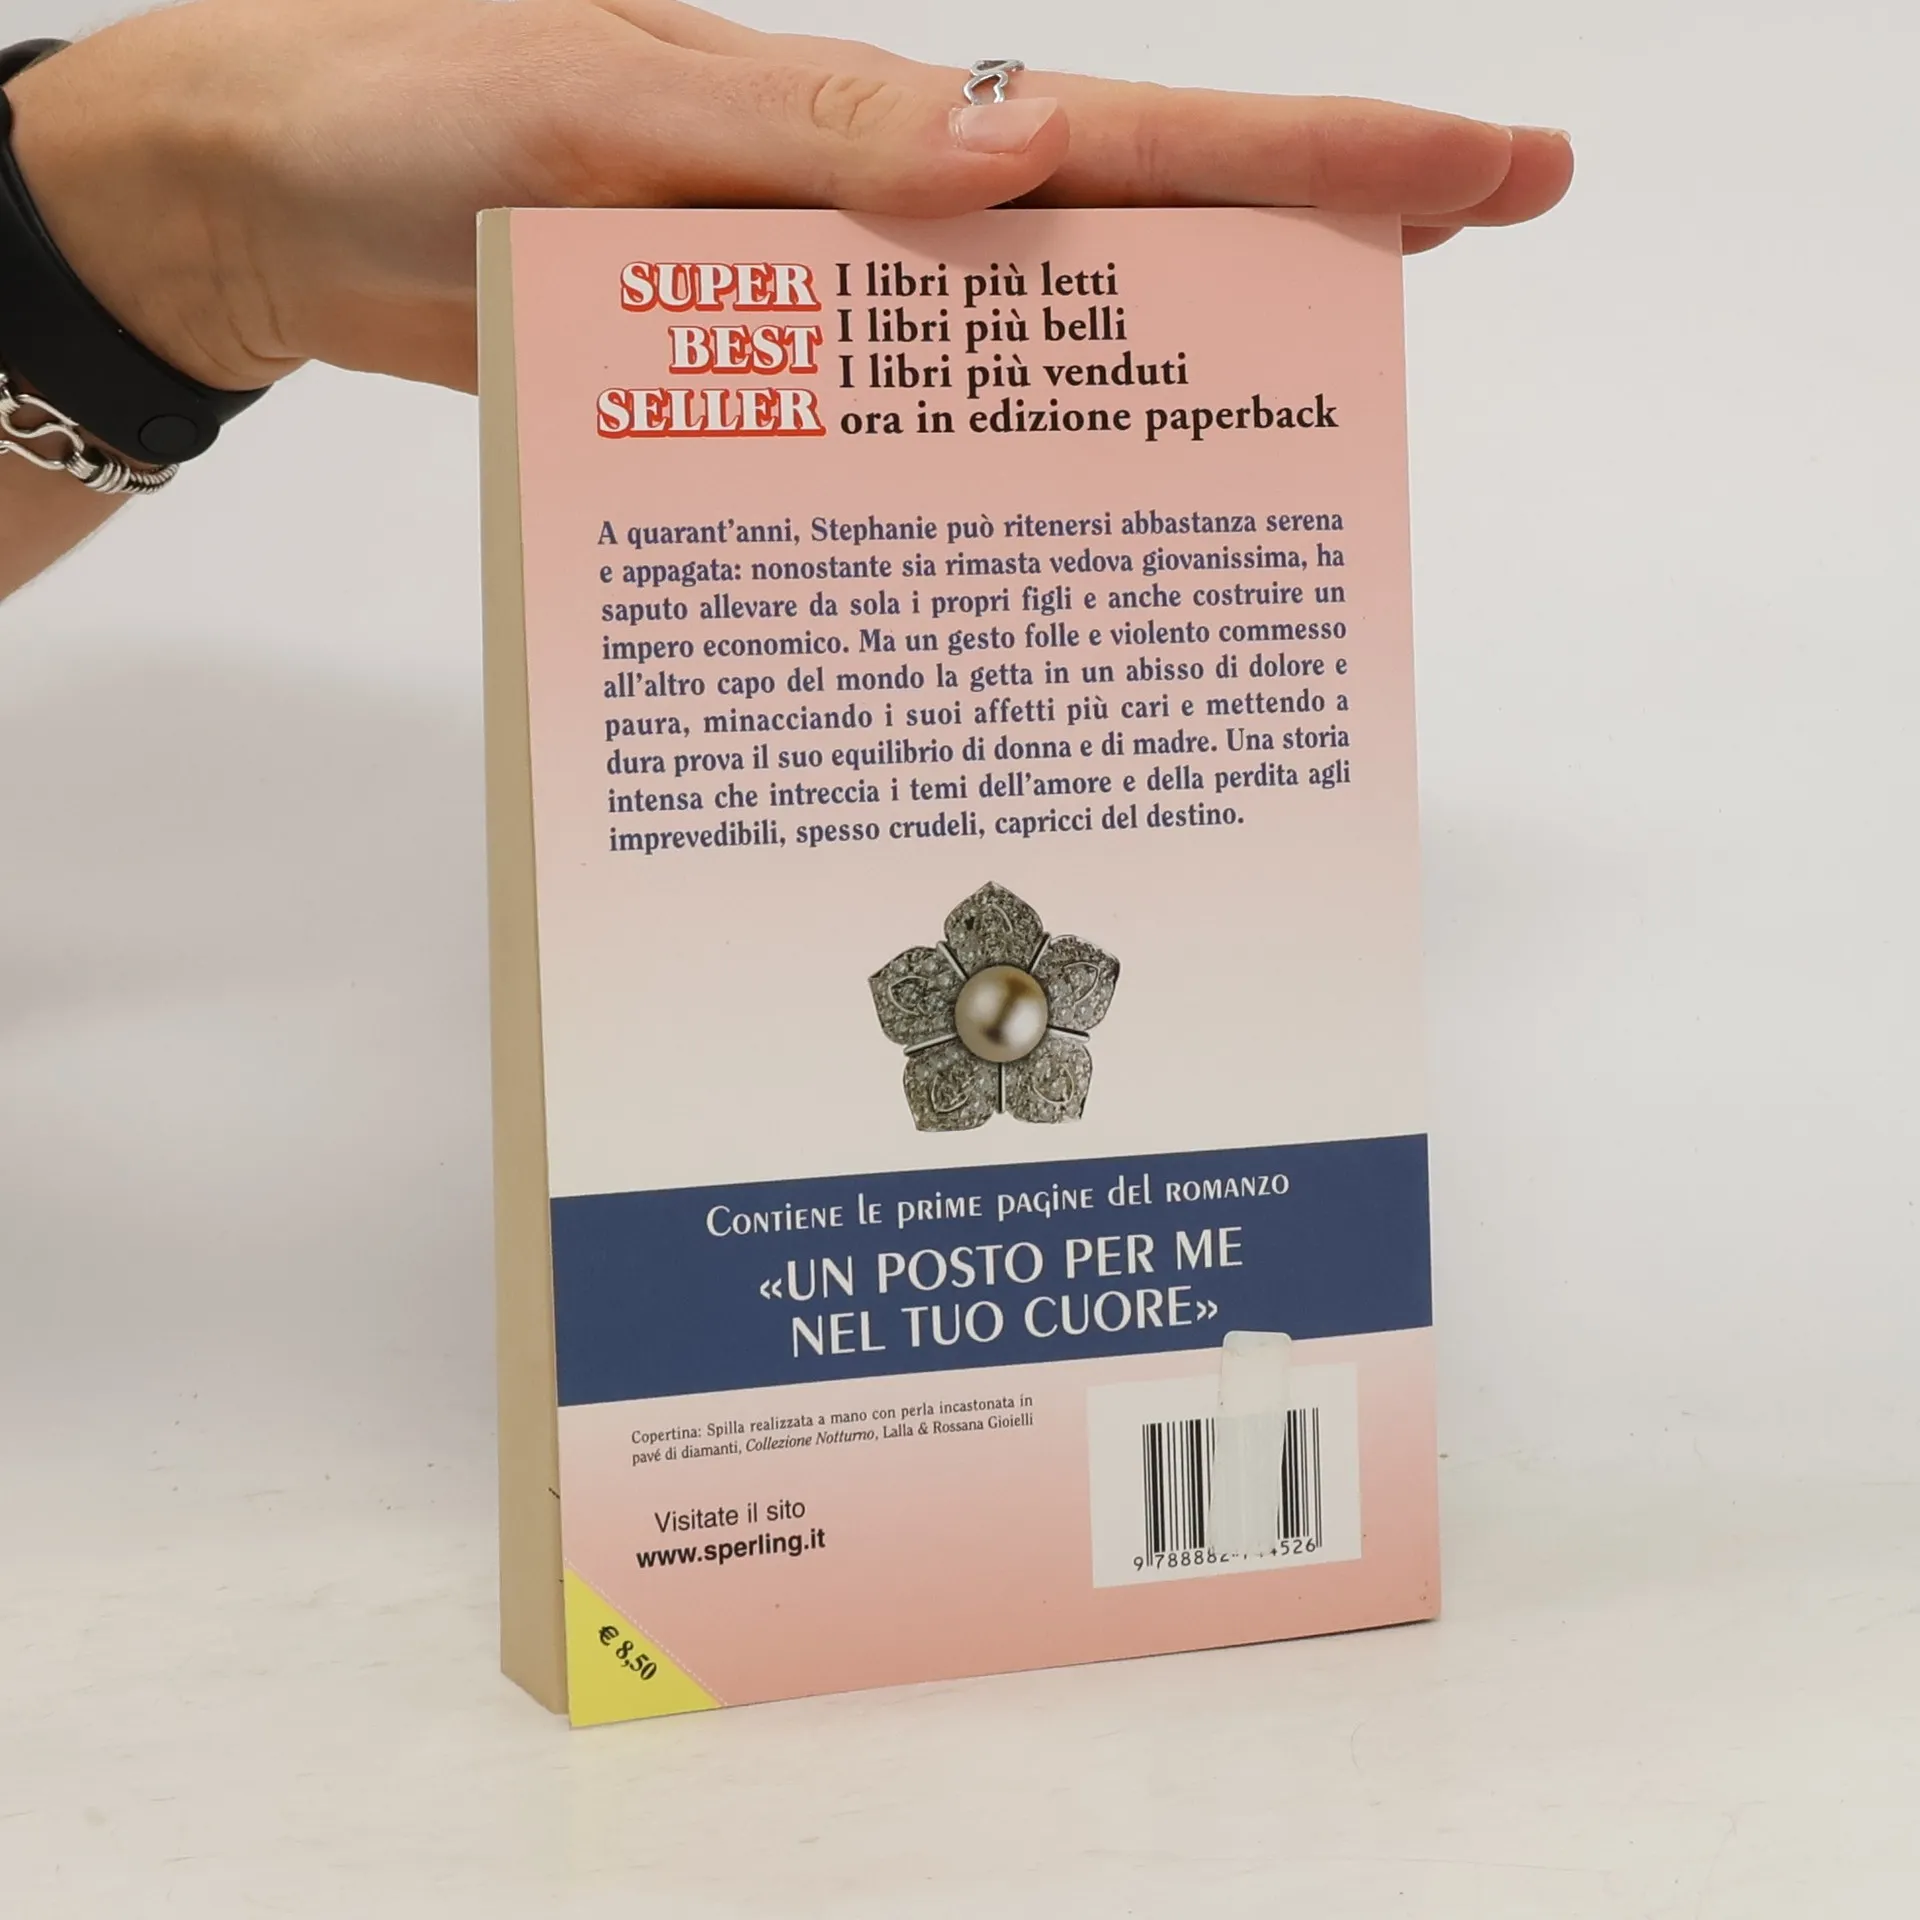 SUPER
BEST
SELLER
I libri più letti
I libri più belli
I libri più venduti
ora in edizione paperback
A quarant'anni, Stephanie può ritenersi abbastanza serena
e appagata: nonostante sia rimasta vedova giovanissima, ha
saputo allevare da sola i propri figli e anche costruire un
impero economico. Ma un gesto folle e violento commesso
all'altro capo del mondo la getta in un abisso di dolore e
paura, minacciando i suoi affetti più cari e mettendo a
dura prova il suo equilibrio di donna e di madre. Una storia
intensa che intreccia i temi dell'amore e della perdita agli
imprevedibili, spesso crudeli, capricci del destino.
Contiene le prime pagine del romanzo
«UN POSTO PER ME
NEL TUO CUORE»
Copertina: Spilla realizzata a mano con perla incastonata in
pavé di diamanti, Collezione Notturno, Lalla & Rossana Gioielli
Visitate il sito
www.sperling.it
€ 8,50